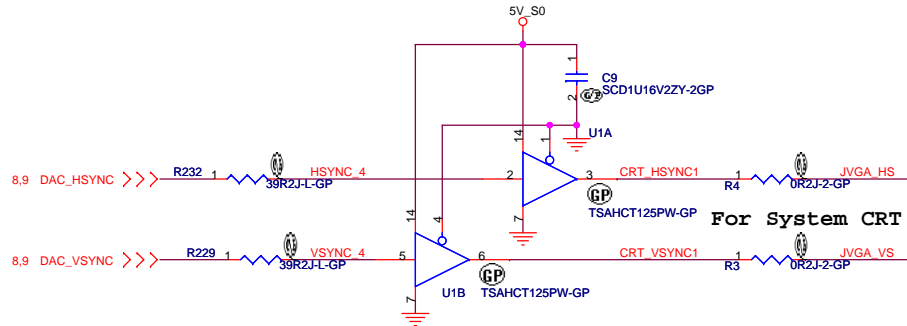 5V_S0
1
C9
SCD1U16V2ZY-2GP
2
G/P
U1A
14
1
8,9 DAC_HSYNC
R232
1
HSYNC_4
39R2J-L-GP
2
3
GP
TSAHCT125PW-GP
7
CRT_HSYNC1
R4
1
0R2J-2-GP
JVGA_HS
For System CRT
14
4
8,9 DAC_VSYNC
R229
1
VSYNC_4
39R2J-L-GP
5
6
GP
TSAHCT125PW-GP
U1B
7
CRT_VSYNC1
R3
1
0R2J-2-GP
JVGA_VS